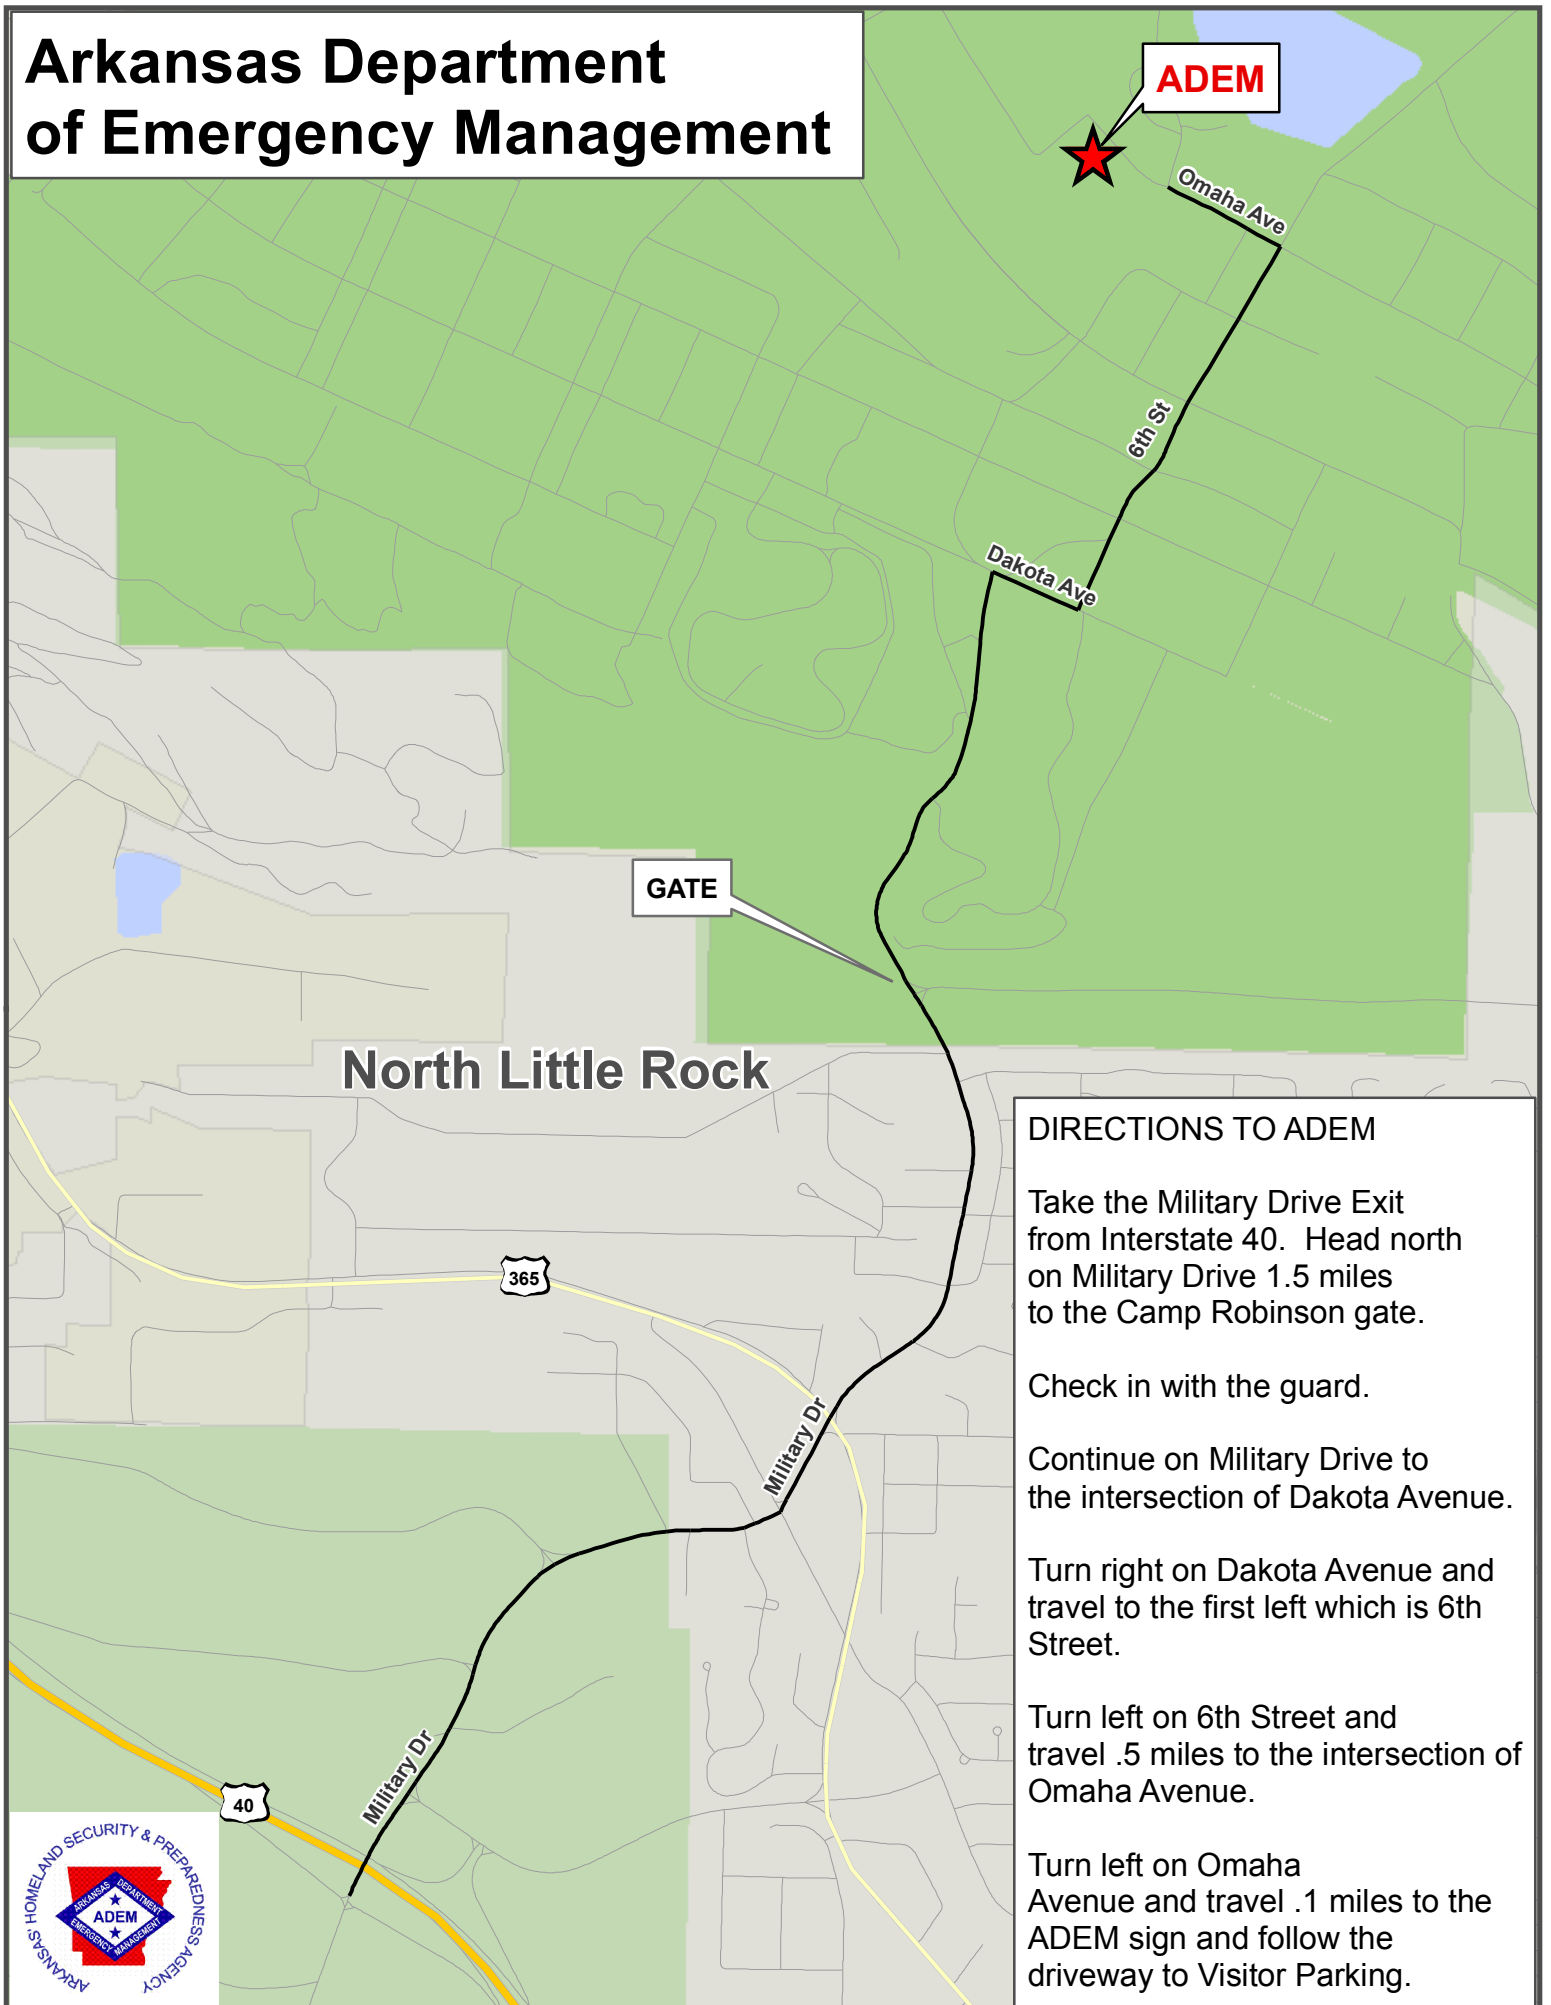 Arkansas Department
of Emergency Management
ADEM
Omaha Ave
6th St
Dakota Ave
GATE
North Little Rock
365
Military Dr
Military Dr
40
DIRECTIONS TO ADEM
Take the Military Drive Exit
from Interstate 40. Head north
on Military Drive 1.5 miles
to the Camp Robinson gate.
Check in with the guard.
Continue on Military Drive to
the intersection of Dakota Avenue.
Turn right on Dakota Avenue and
travel to the first left which is 6th
Street.
Turn left on 6th Street and
travel .5 miles to the intersection of
Omaha Avenue.
Turn left on Omaha
Avenue and travel .1 miles to the
ADEM sign and follow the
driveway to Visitor Parking.
ARKANSAS' HOMELAND SECURITY & PREPAREDNESS AGENCY
ARKANSAS DEPARTMENT
ADEM
EMERGENCY MANAGEMENT